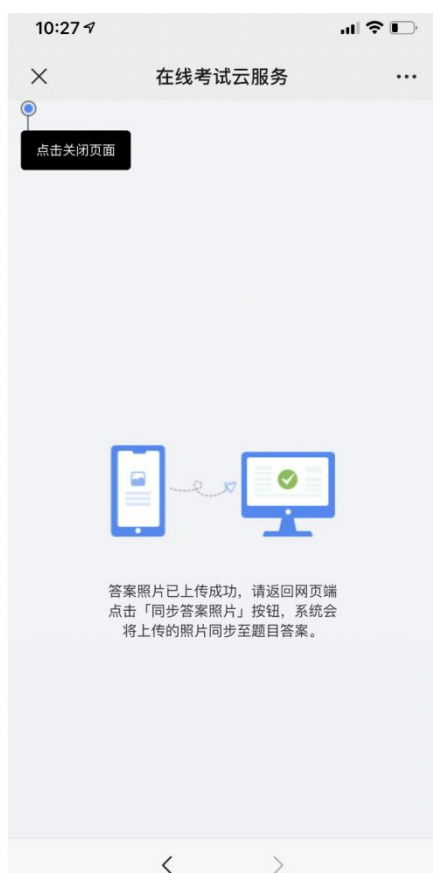 10:27
在线考试云服务
点击关闭页面
答案照片已上传成功，请返回网页端
点击「同步答案照片」按钮，系统会
将上传的照片同步至题目答案。